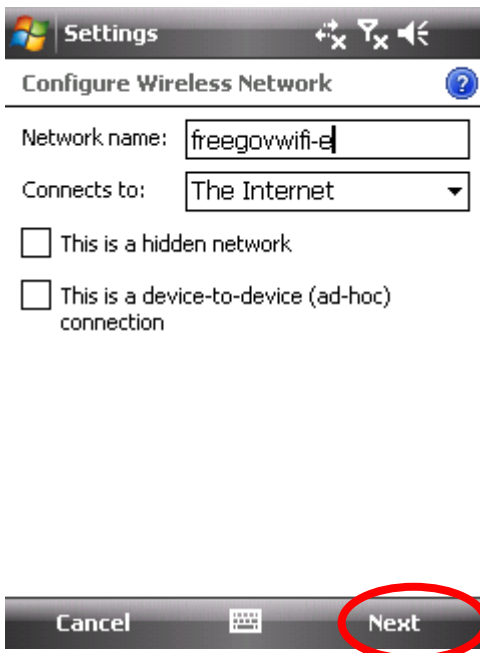 Settings
Configure Wireless Network
Network name: freegovwifi-e
Connects to: The Internet
This is a hidden network
This is a device-to-device (ad-hoc)
connection
Cancel Next